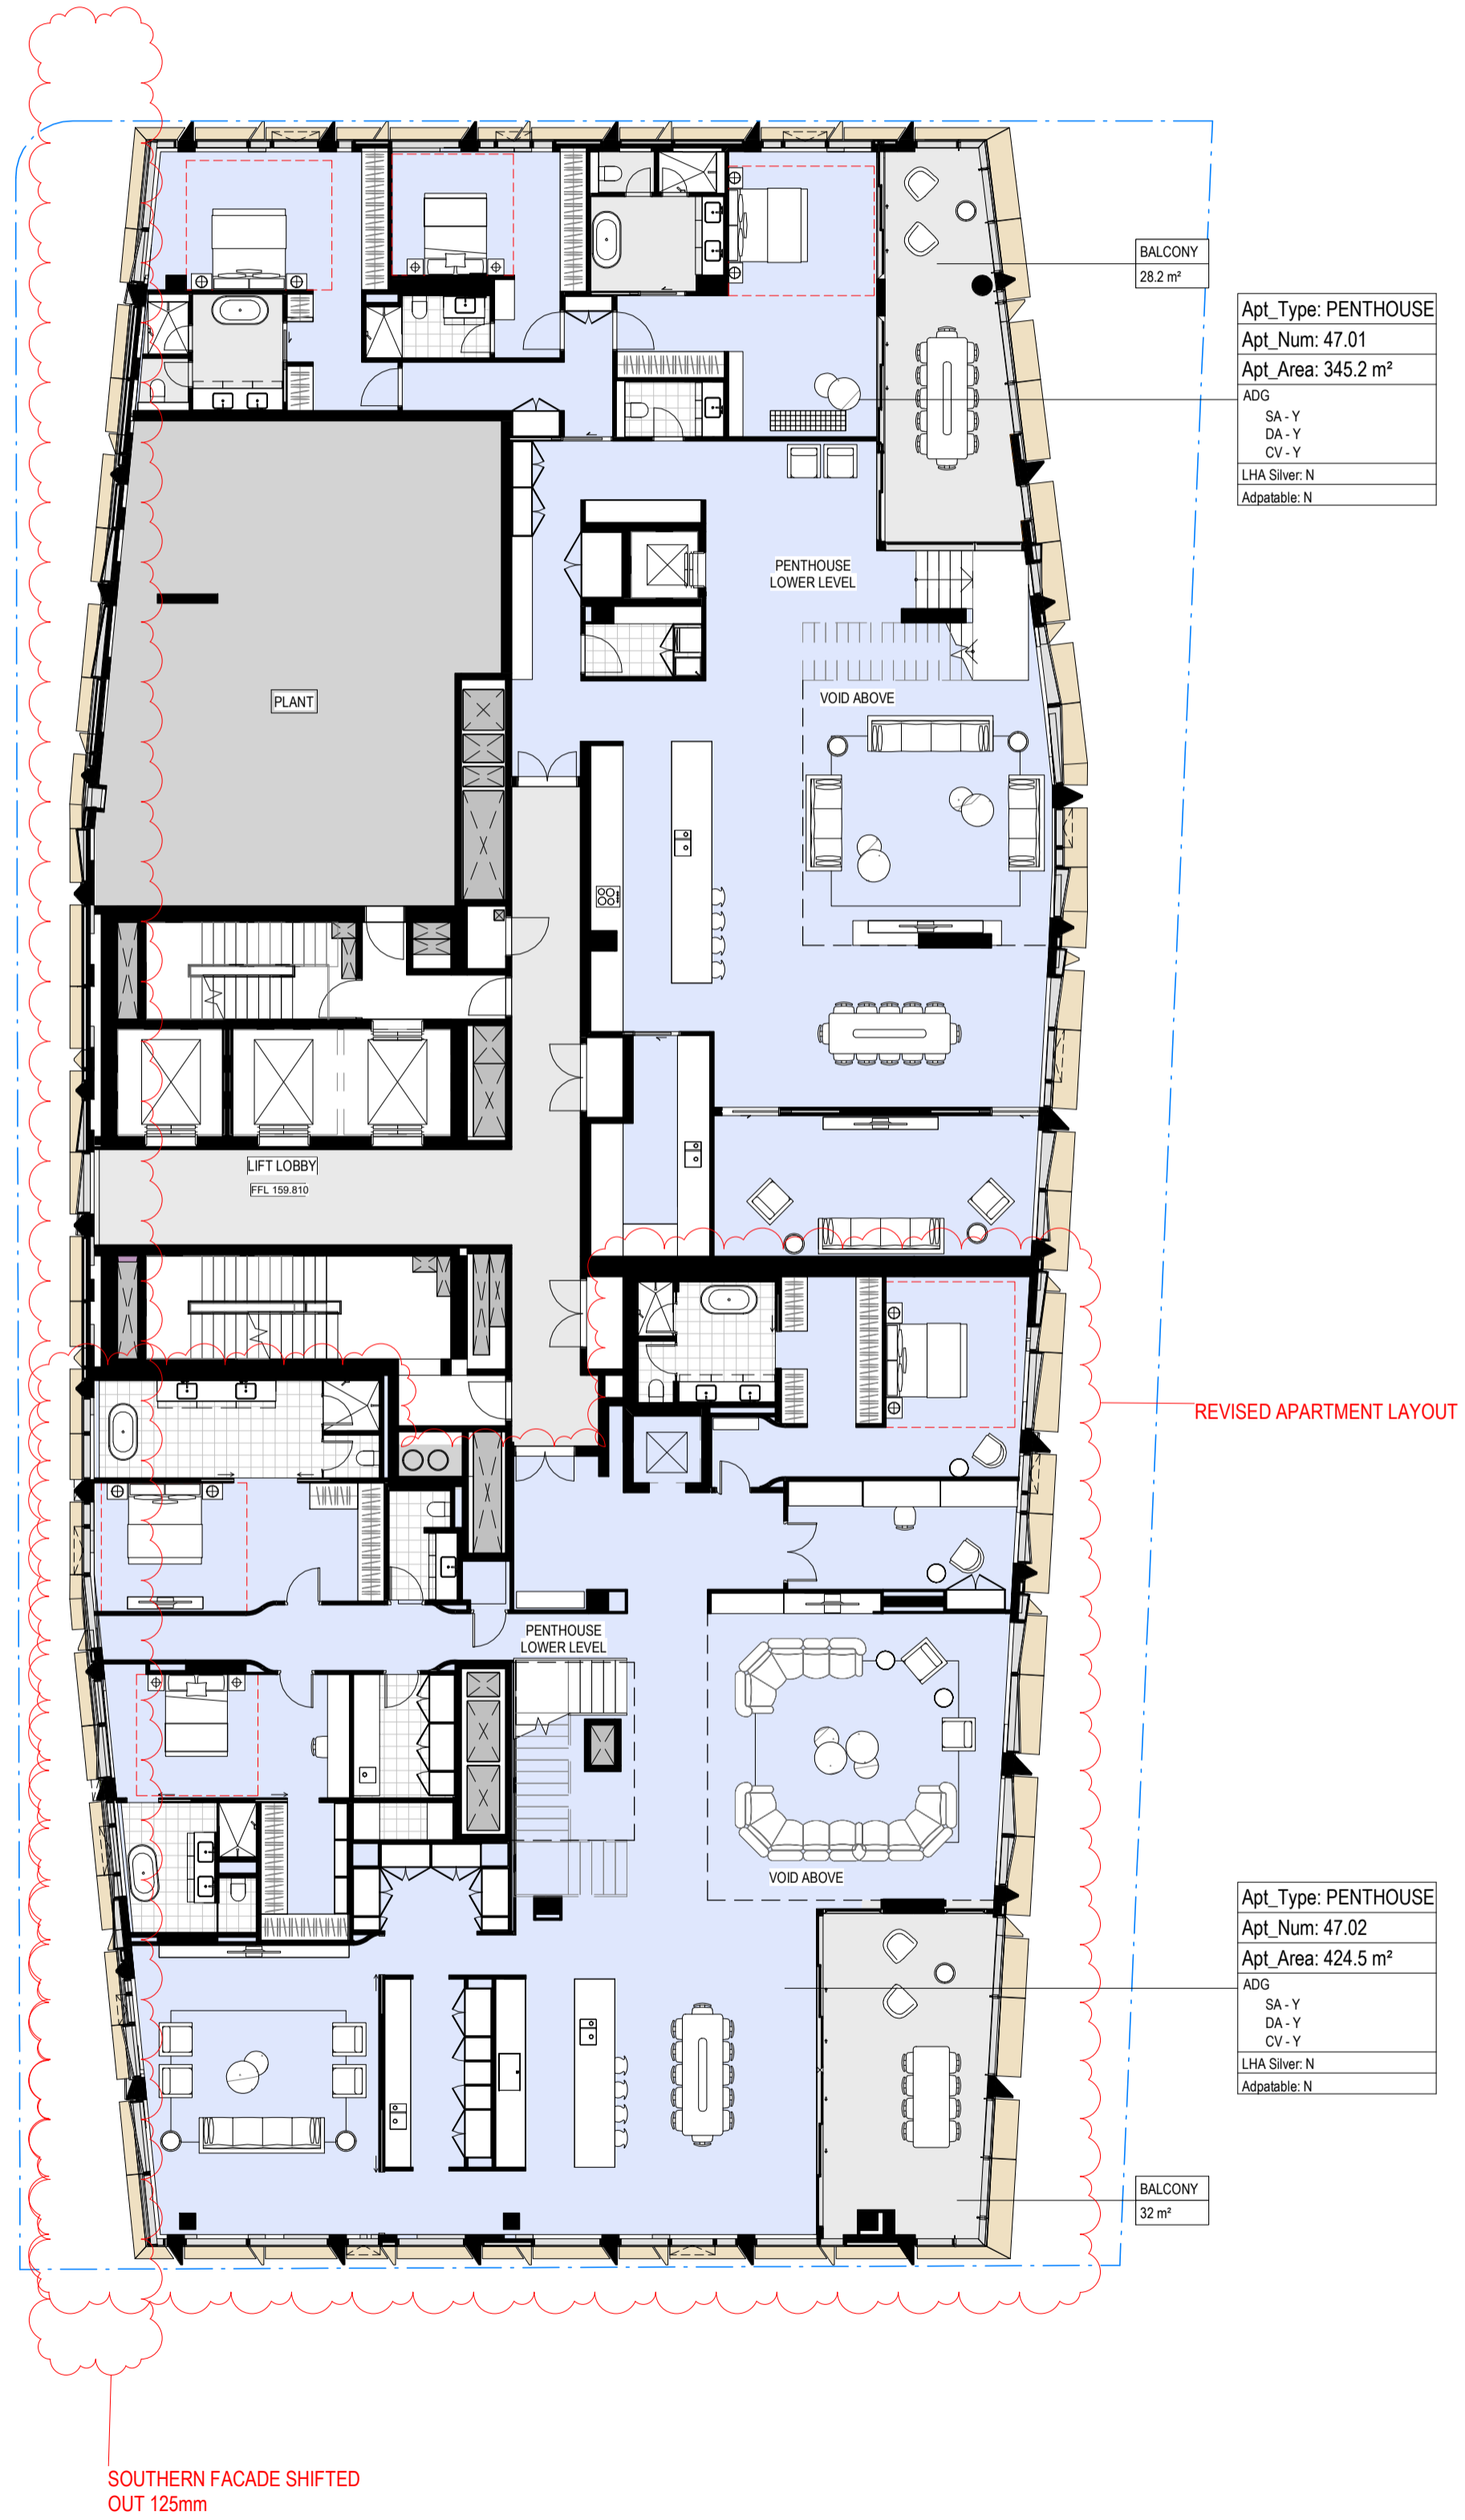 BALCONY
28.2 m²
Apt_Type: PENTHOUSE
Apt_Num: 47.01
Apt_Area: 345.2 m²
ADG
SA - Y
DA - Y
CV - Y
LHA Silver: N
Adpatable: N
PENTHOUSE
LOWER LEVEL
PLANT
VOID ABOVE
LIFT LOBBY
FFL 159.810
REVISED APARTMENT LAYOUT
PENTHOUSE
LOWER LEVEL
VOID ABOVE
Apt_Type: PENTHOUSE
Apt_Num: 47.02
Apt_Area: 424.5 m²
ADG
SA - Y
DA - Y
CV - Y
LHA Silver: N
Adpatable: N
BALCONY
32 m²
SOUTHERN FACADE SHIFTED
OUT 125mm